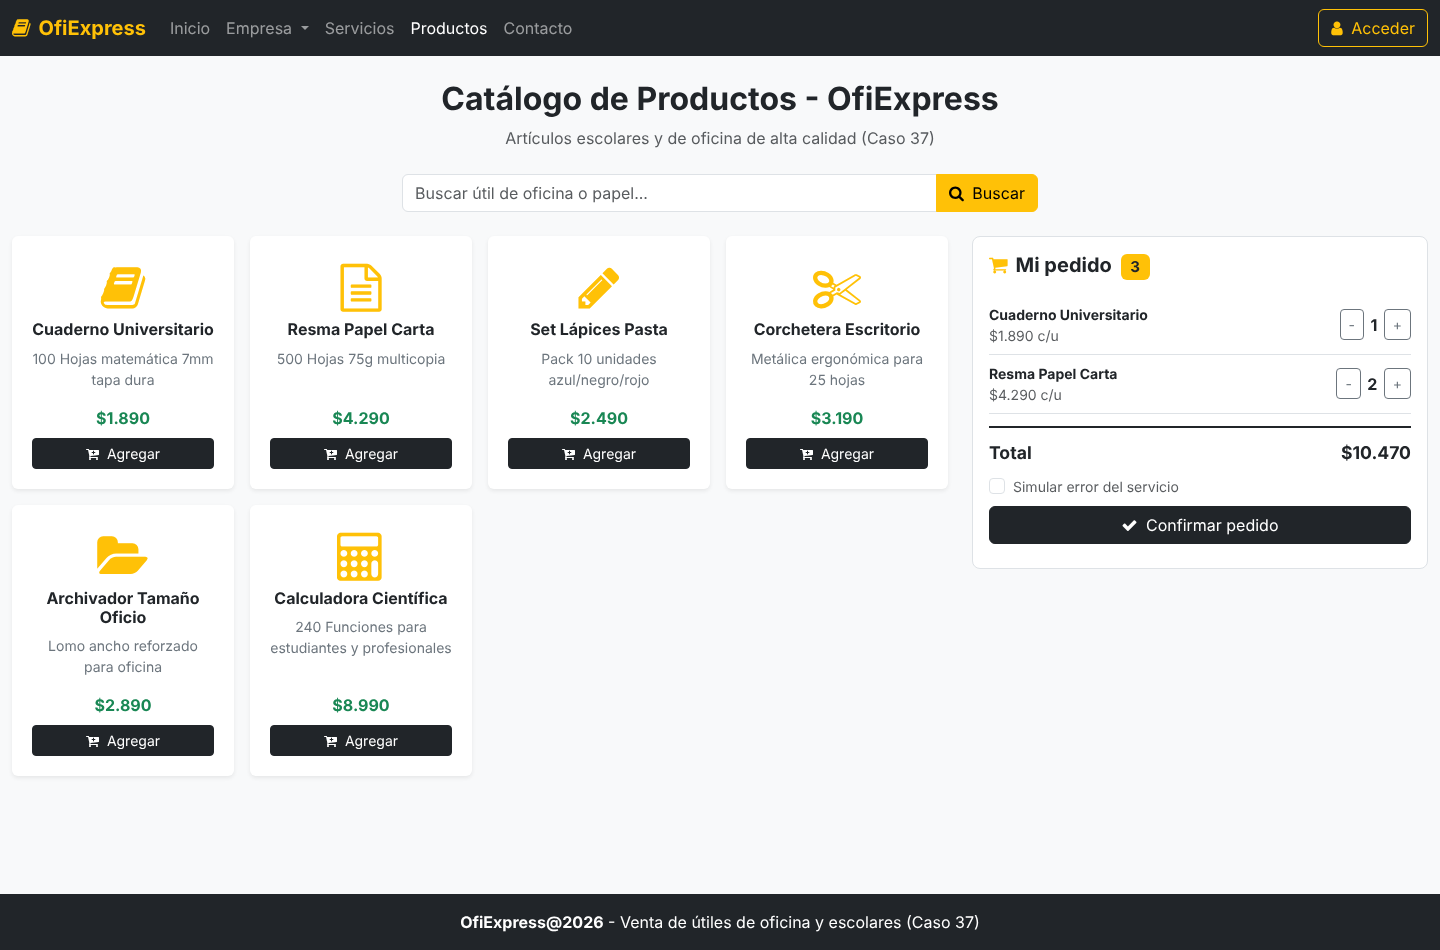 OfiExpress
Inicio
Empresa
Servicios
Productos
Contacto
Acceder
Catálogo de Productos - OfiExpress
Artículos escolares y de oficina de alta calidad (Caso 37)
Buscar útil de oficina o papel...
Buscar
Cuaderno Universitario
100 Hojas matemática 7mm
tapa dura
$1.890
Agregar
Resma Papel Carta
500 Hojas 75g multicopia
$4.290
Agregar
Set Lápices Pasta
Pack 10 unidades
azul/negro/rojo
$2.490
Agregar
Corchetera Escritorio
Metálica ergonómica para
25 hojas
$3.190
Agregar
Archivador Tamaño
Oficio
Lomo ancho reforzado
para oficina
$2.890
Agregar
Calculadora Científica
240 Funciones para
estudiantes y profesionales
$8.990
Agregar
Mi pedido 3
Cuaderno Universitario
$1.890 c/u
- 1 +
Resma Papel Carta
$4.290 c/u
- 2 +
Total $10.470
Simular error del servicio
Confirmar pedido
OfiExpress@2026 - Venta de útiles de oficina y escolares (Caso 37)